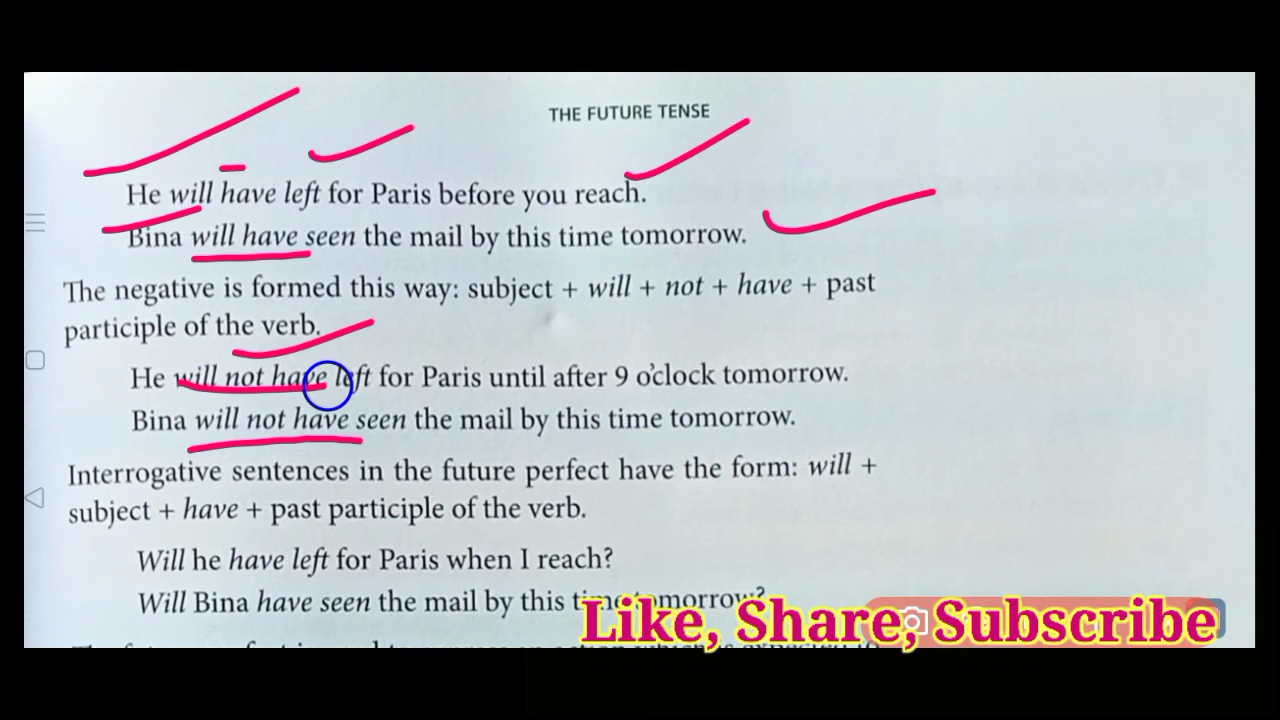 THE FUTURE TENSE
He will have left for Paris before you reach.
Bina will have seen the mail by this time tomorrow.
The negative is formed this way: subject + will + not + have + past
participle of the verb.
He will not have left for Paris until after 9 o'clock tomorrow.
Bina will not have seen the mail by this time tomorrow.
Interrogative sentences in the future perfect have the form: will +
subject + have + past participle of the verb.
Will he have left for Paris when I reach?
Will Bina have seen the mail by this time tomorrow?
Like, Share, Subscribe